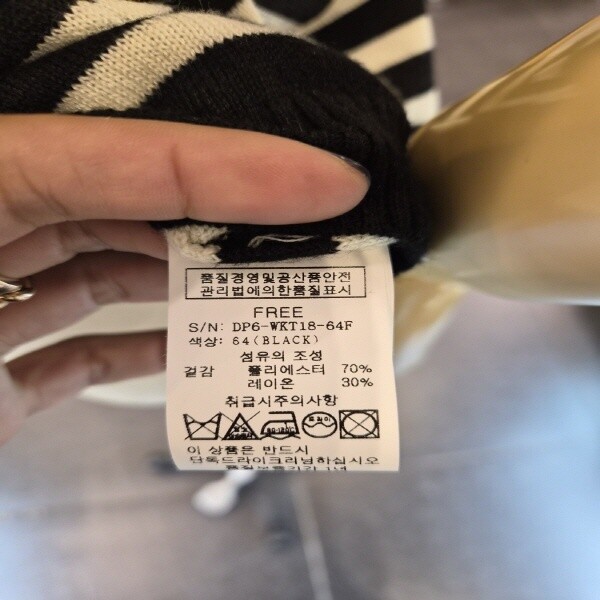 품질경영및공산품안전
관리법에의한품질표시
FREE
S/N: DP6-WKT18-64F
색상: 64(BLACK)
섬유의 조성
겉감 폴리에스터 70%
레이온 30%
취급시주의사항
이 상품은 반드시
단독드라이크리닝하십시오